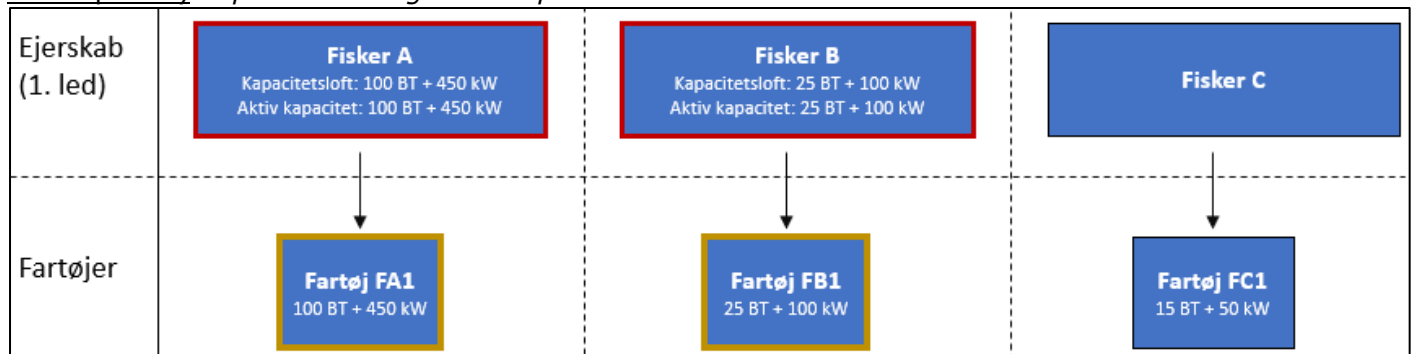 Ejerskab
(1. led)
Fisker A
Kapacitetsloft: 100 BT + 450 kW
Aktiv kapacitet: 100 BT + 450 kW
Fisker B
Kapacitetsloft: 25 BT + 100 kW
Aktiv kapacitet: 25 BT + 100 kW
Fisker C
Fartøjer
Fartøj FA1
100 BT + 450 kW
Fartøj FB1
25 BT + 100 kW
Fartøj FC1
15 BT + 50 kW